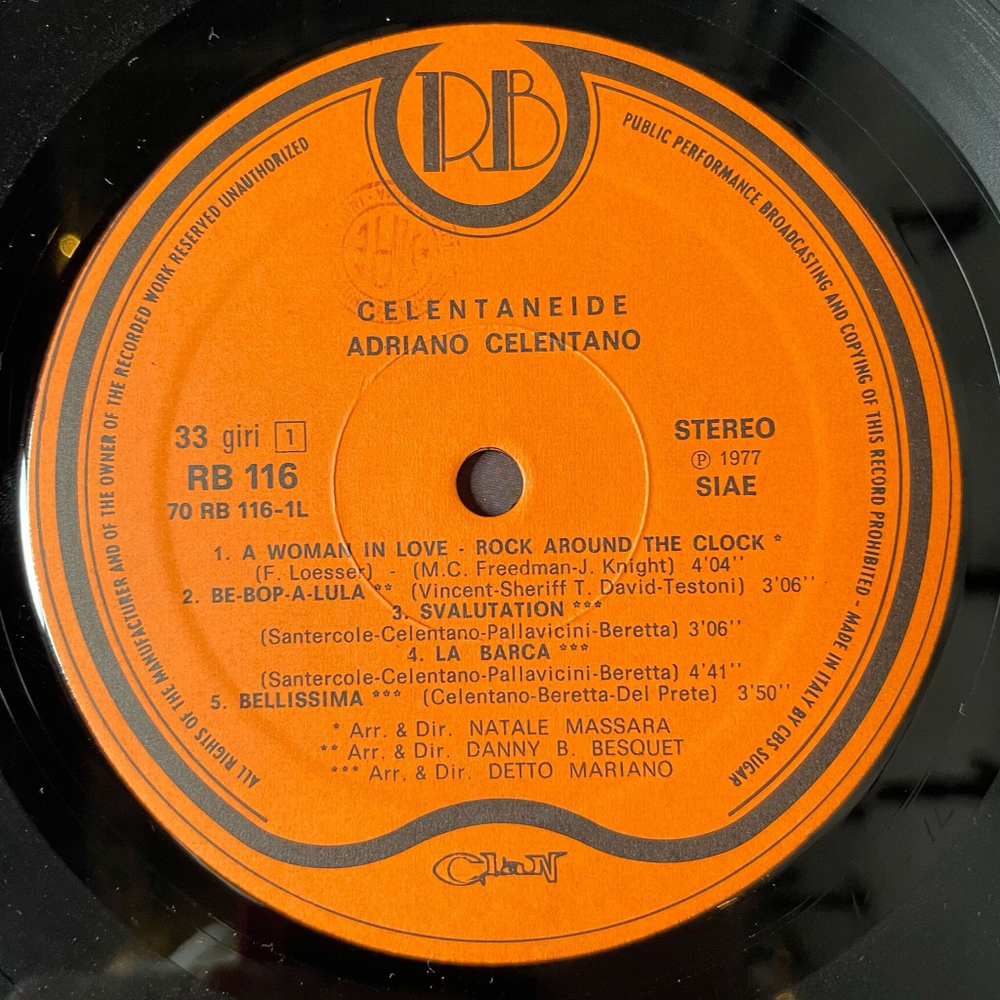 RB
ALL RIGHTS OF THE MANUFACTURER AND OF THE OWNER OF THE RECORDED WORK RESERVED UNAUTHORIZED
PUBLIC PERFORMANCE BROADCASTING AND COPYING OF THIS RECORD PROHIBITED - MADE IN ITALY BY CBS SUGAR
CELENTANEIDE
ADRIANO CELENTANO
33 giri 1
RB 116
70 RB 116-1L
STEREO
Ⓟ 1977
SIAE
1. A WOMAN IN LOVE - ROCK AROUND THE CLOCK *
(F. Loesser) - (M.C. Freedman-J. Knight) 4'04''
2. BE-BOP-A-LULA ** (Vincent-Sheriff T. David-Testoni) 3'06''
3. SVALUTATION ***
(Santercole-Celentano-Pallavicini-Beretta) 3'06''
4. LA BARCA ***
(Santercole-Celentano-Pallavicini-Beretta) 4'41''
5. BELLISSIMA *** (Celentano-Beretta-Del Prete) 3'50''
* Arr. & Dir. NATALE MASSARA
** Arr. & Dir. DANNY B. BESQUET
*** Arr. & Dir. DETTO MARIANO
Clan